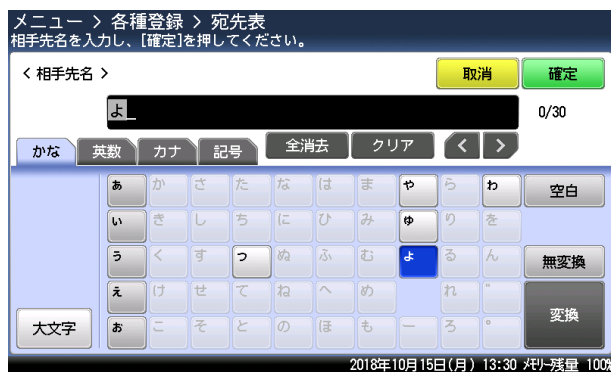 メニュー > 各種登録 > 宛先表
相手先名を入力し、[確定]を押してください。
< 相手先名 >
取消
確定
よ_
0/30
かな
英数
カナ
記号
全消去
クリア
<
>
あ か さ た な は ま や ら わ
空白
い き し ち に ひ み ゆ り を
う く す つ ぬ ふ む よ る ん
無変換
え け せ て ね へ め れ ゛
変換
大文字
お こ そ と の ほ も ー ろ ゜
2018年10月15日(月) 13:30 メモリー残量 100%